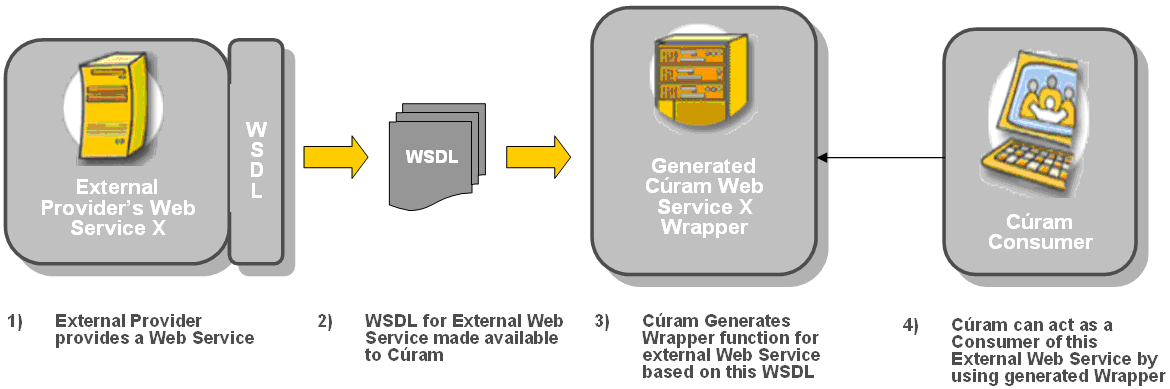 External
Provider's Web
Service X
W
S
D
L
WSDL
Generated
Cúram Web
Service X
Wrapper
Cúram
Consumer
1) External Provider
provides a Web Service
2) WSDL for External Web
Service made available
to Cúram
3) Cúram Generates
Wrapper function for
external Web Service
based on this WSDL
4) Cúram can act as a
Consumer of this
External Web Service by
using generated Wrapper